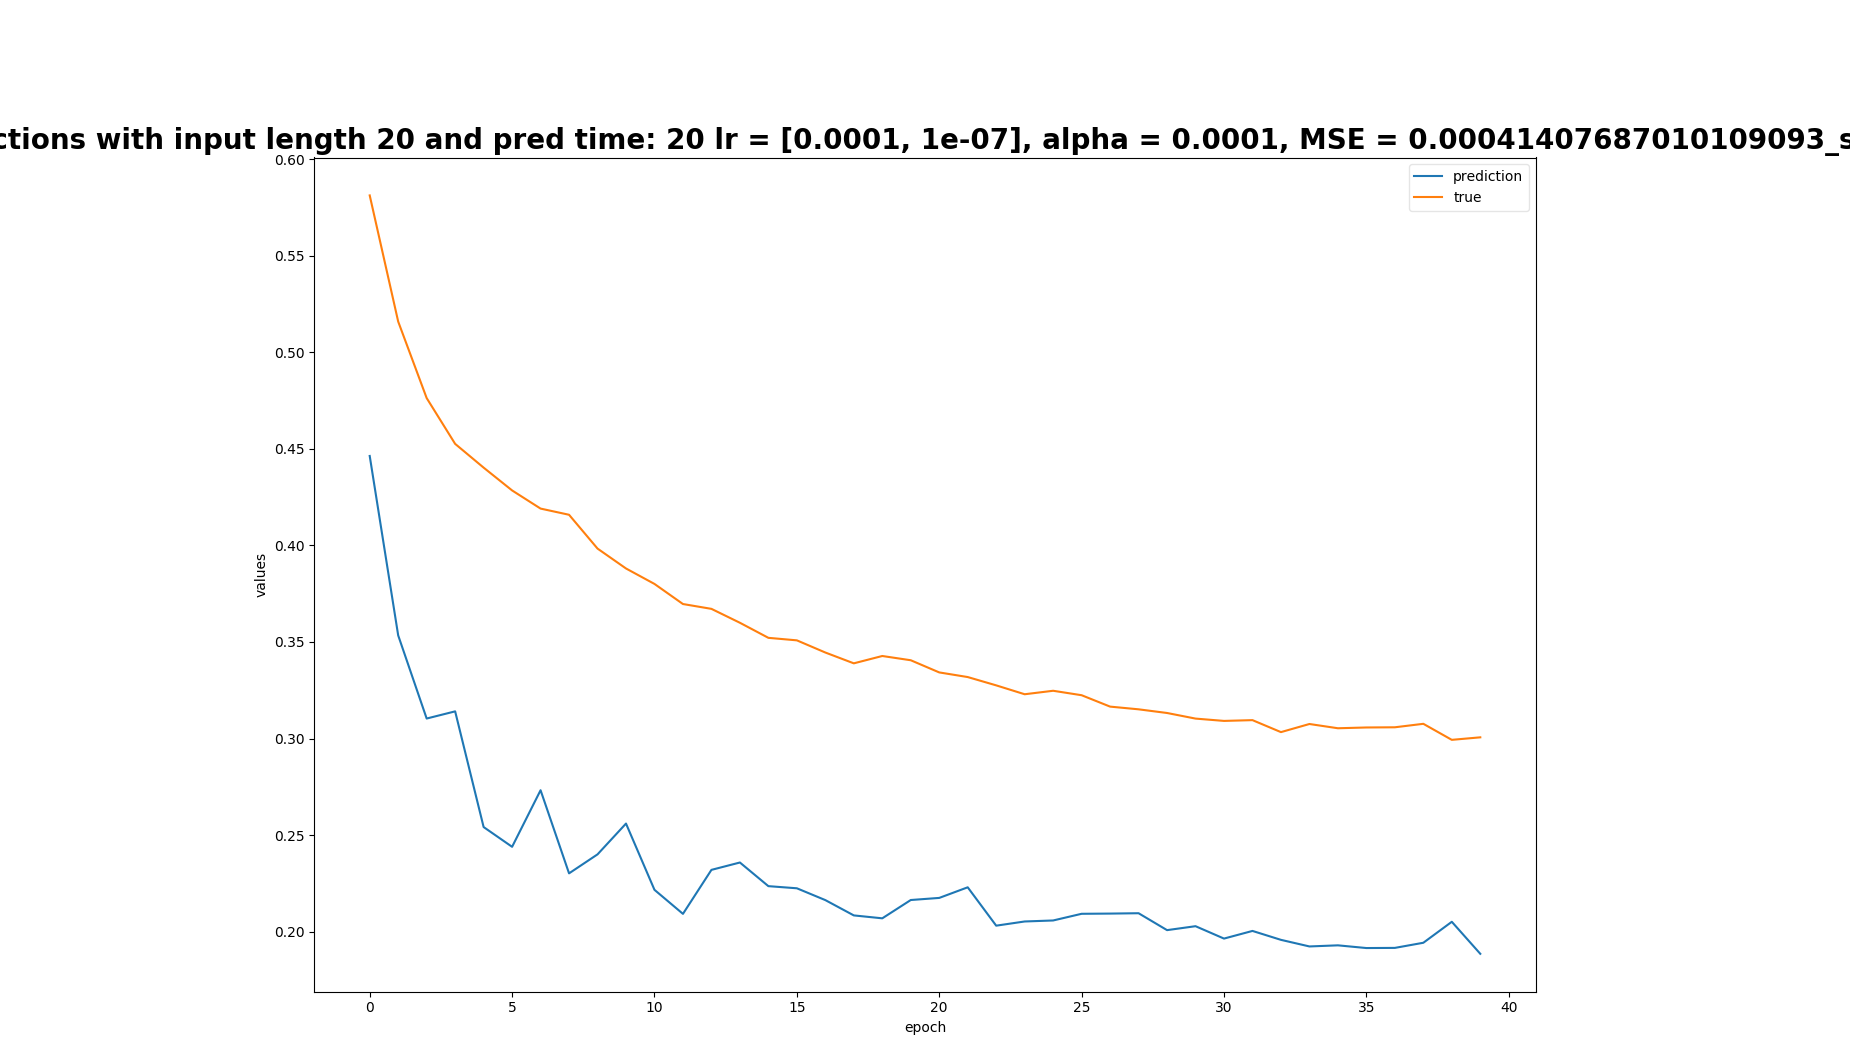 ctions with input length 20 and pred time: 20 lr = [0.0001, 1e-07], alpha = 0.0001, MSE = 0.00041407687010109093_s
prediction
true
0.60
0.55
0.50
0.45
0.40
0.35
0.30
0.25
0.20
values
0 5 10 15 20 25 30 35 40
epoch